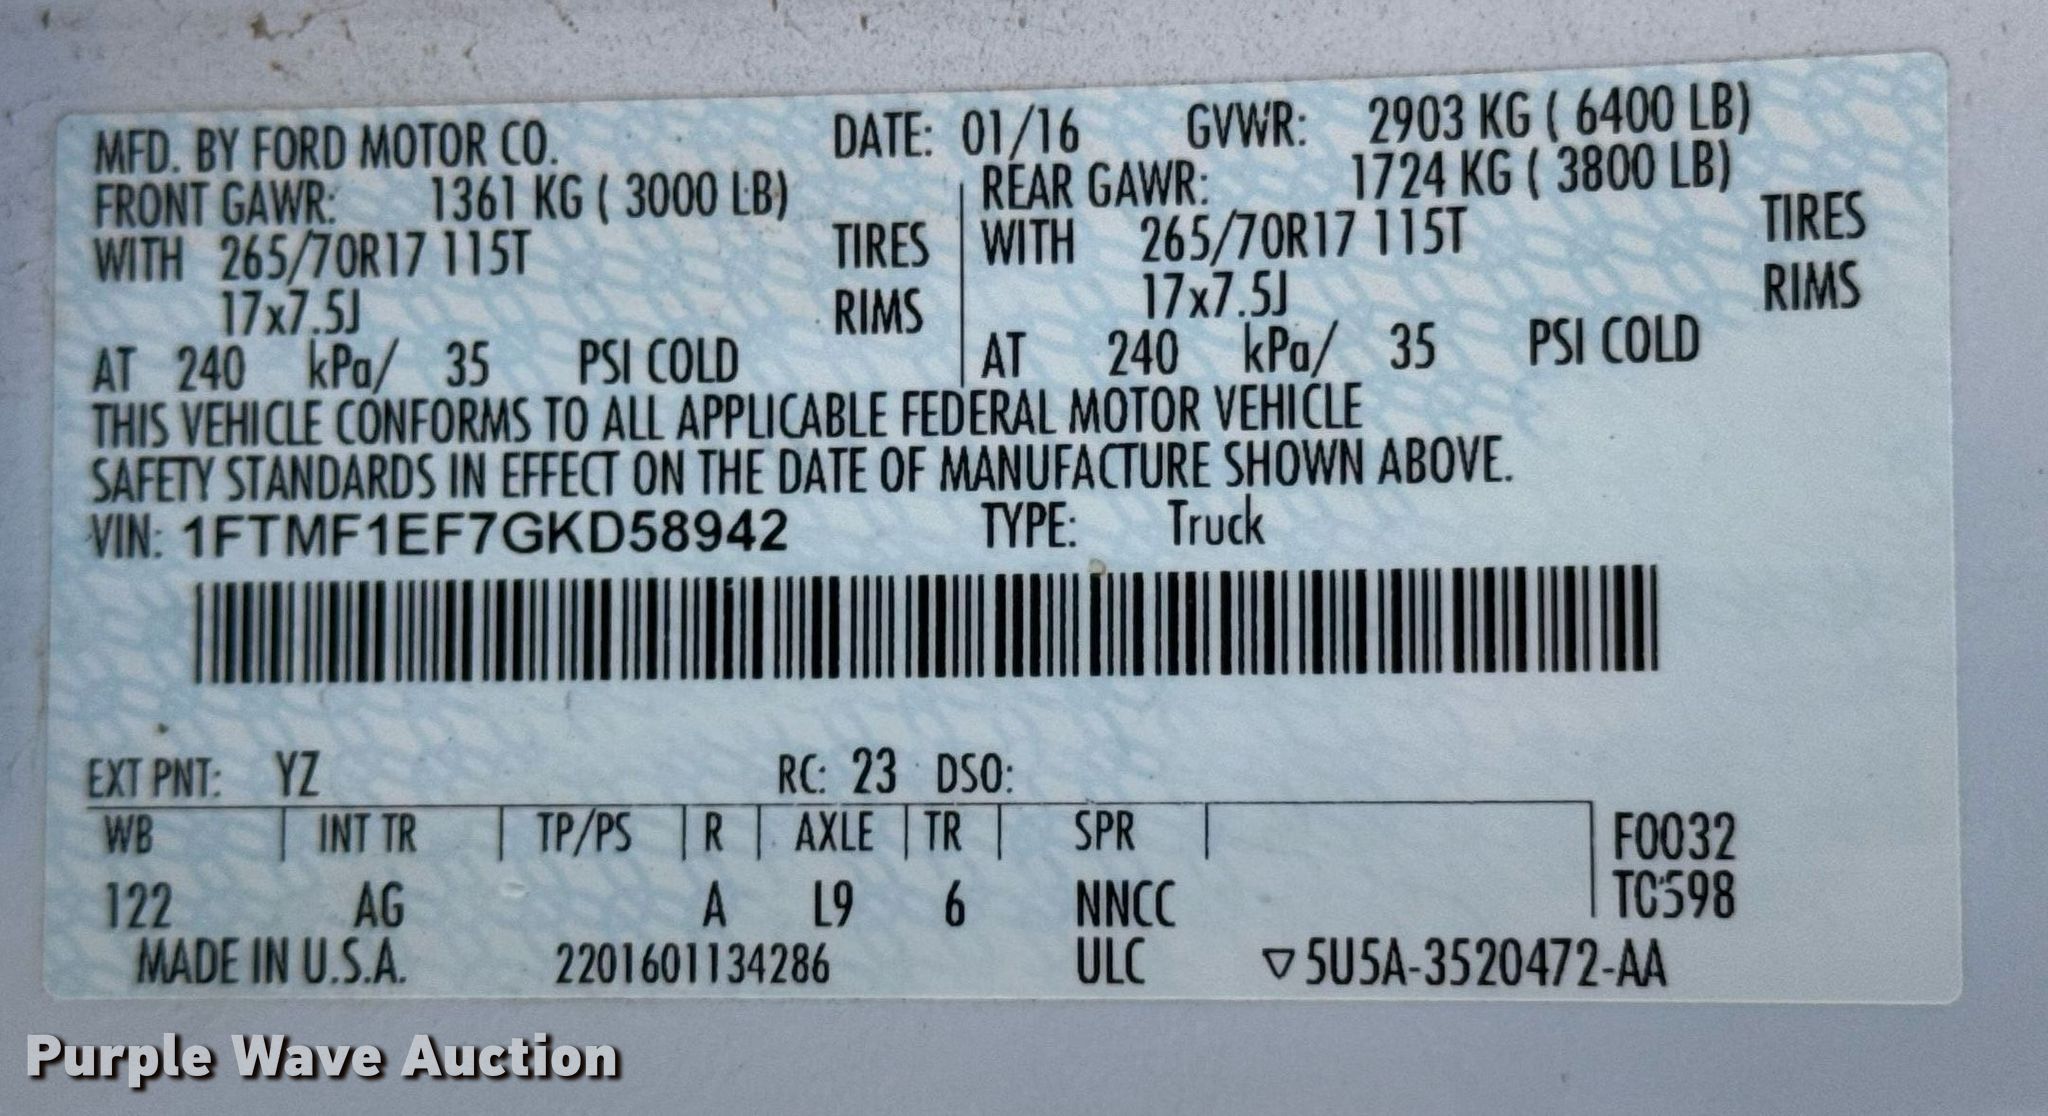 MFD. BY FORD MOTOR CO. DATE: 01/16 GVWR: 2903 KG ( 6400 LB)
FRONT GAWR: 1361 KG ( 3000 LB) REAR GAWR: 1724 KG ( 3800 LB)
WITH 265/70R17 115T TIRES WITH 265/70R17 115T TIRES
17x7.5J RIMS 17x7.5J RIMS
AT 240 kPa/ 35 PSI COLD AT 240 kPa/ 35 PSI COLD
THIS VEHICLE CONFORMS TO ALL APPLICABLE FEDERAL MOTOR VEHICLE
SAFETY STANDARDS IN EFFECT ON THE DATE OF MANUFACTURE SHOWN ABOVE.
VIN: 1FTMF1EF7GKD58942 TYPE: Truck
EXT PNT: YZ RC: 23 DSO:
WB INT TR TP/PS R AXLE TR SPR F0032
122 AG A L9 6 NNCC
MADE IN U.S.A. 2201601134286 ULC ▽5U5A-3520472-AA
Purple Wave Auction